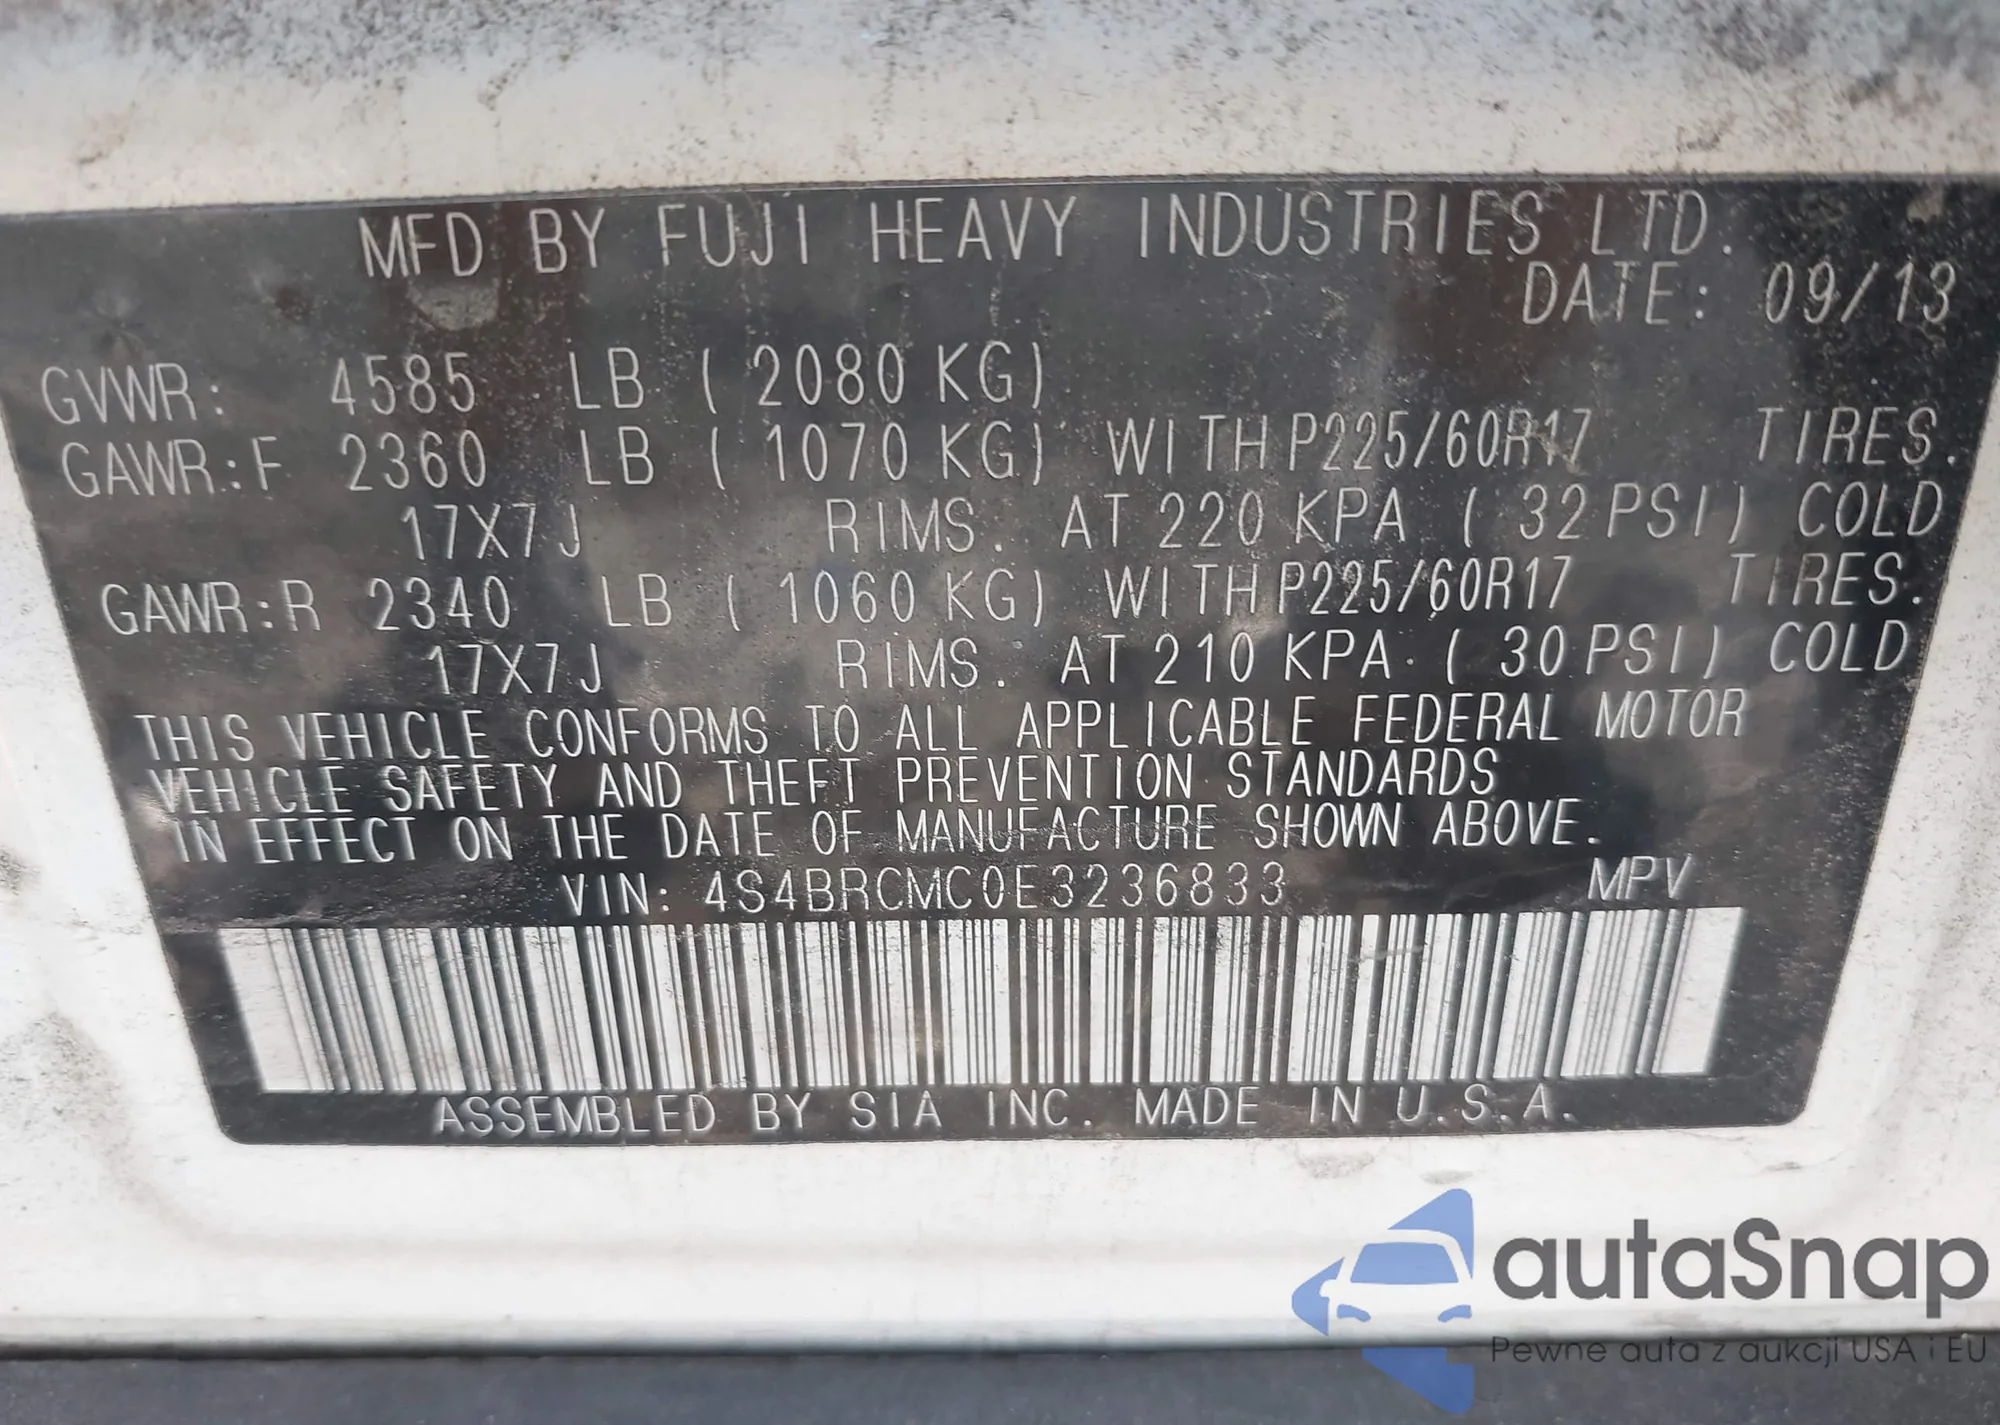 MFD BY FUJI HEAVY INDUSTRIES LTD.
DATE: 09/13
GVWR: 4585 LB ( 2080 KG)
GAWR:F 2360 LB ( 1070 KG) WITH P225/60R17 TIRES.
17X7J RIMS. AT 220 KPA ( 32 PSI) COLD
GAWR:R 2340 LB ( 1060 KG) WITH P225/60R17 TIRES.
17X7J RIMS. AT 210 KPA ( 30 PSI) COLD
THIS VEHICLE CONFORMS TO ALL APPLICABLE FEDERAL MOTOR
VEHICLE SAFETY AND THEFT PREVENTION STANDARDS
IN EFFECT ON THE DATE OF MANUFACTURE SHOWN ABOVE.
VIN: 4S4BRCMC0E3236833 MPV
ASSEMBLED BY SIA INC. MADE IN U.S.A.
autaSnap
Pewne auta z aukcji USA i EU